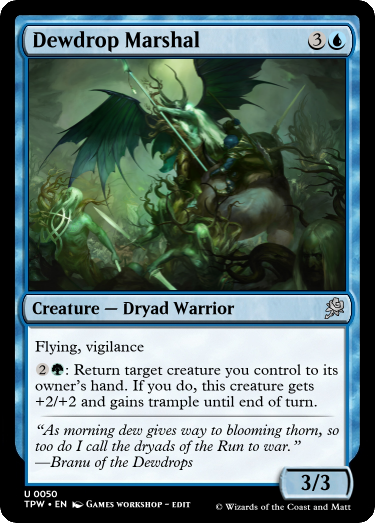 Dewdrop Marshal 3
Creature — Dryad Warrior
Flying, vigilance
2: Return target creature you control to its
owner's hand. If you do, this creature gets
+2/+2 and gains trample until end of turn.
“As morning dew gives way to blooming thorn, so
too do I call the dryads of the Run to war.”
—Branu of the Dewdrops
3/3
U 0050
TPW • EN Games workshop - edit © Wizards of the Coast and Matt